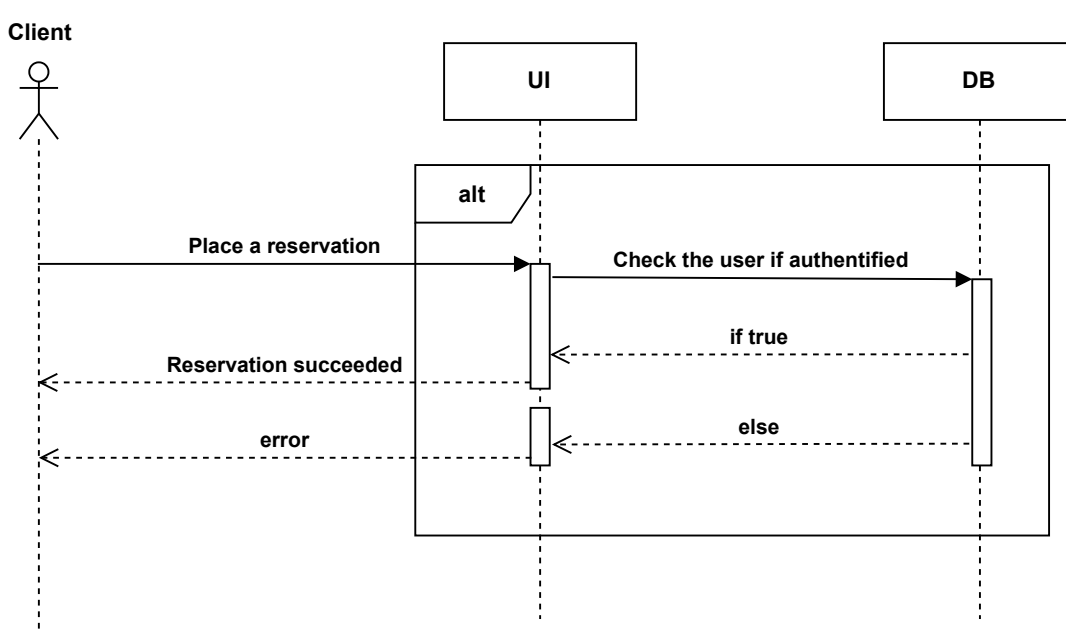 Client
UI
DB
alt
Place a reservation
Check the user if authentified
if true
Reservation succeeded
else
error